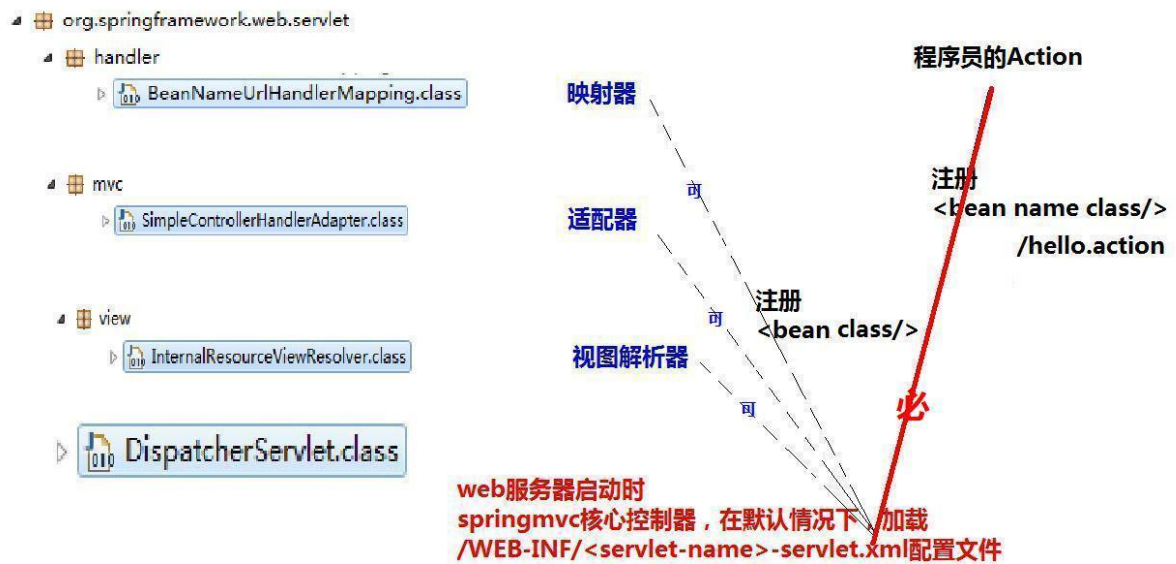 org.springframework.web.servlet
handler
BeanNameUrlHandlerMapping.class
mvc
SimpleControllerHandlerAdapter.class
view
InternalResourceViewResolver.class
DispatcherServlet.class
映射器
可
适配器
可
视图解析器
可
注册
<bean class/>
程序员的Action
注册
<bean name class/>
/hello.action
必
web服务器启动时
springmvc核心控制器，在默认情况下 加载
/WEB-INF/<servlet-name>-servlet.xml配置文件